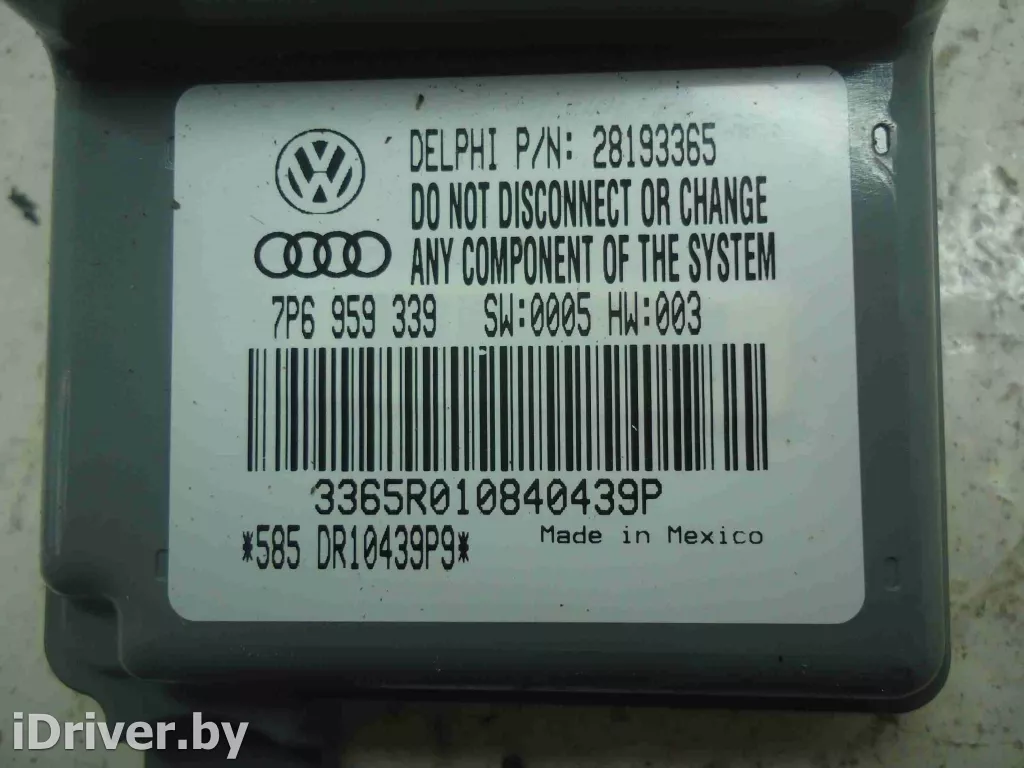 DELPHI P/N: 28193365
DO NOT DISCONNECT OR CHANGE
ANY COMPONENT OF THE SYSTEM
7P6 959 339 SW:0005 HW:003
3365R010840439P
*585 DR10439P9* Made in Mexico
iDriver.by